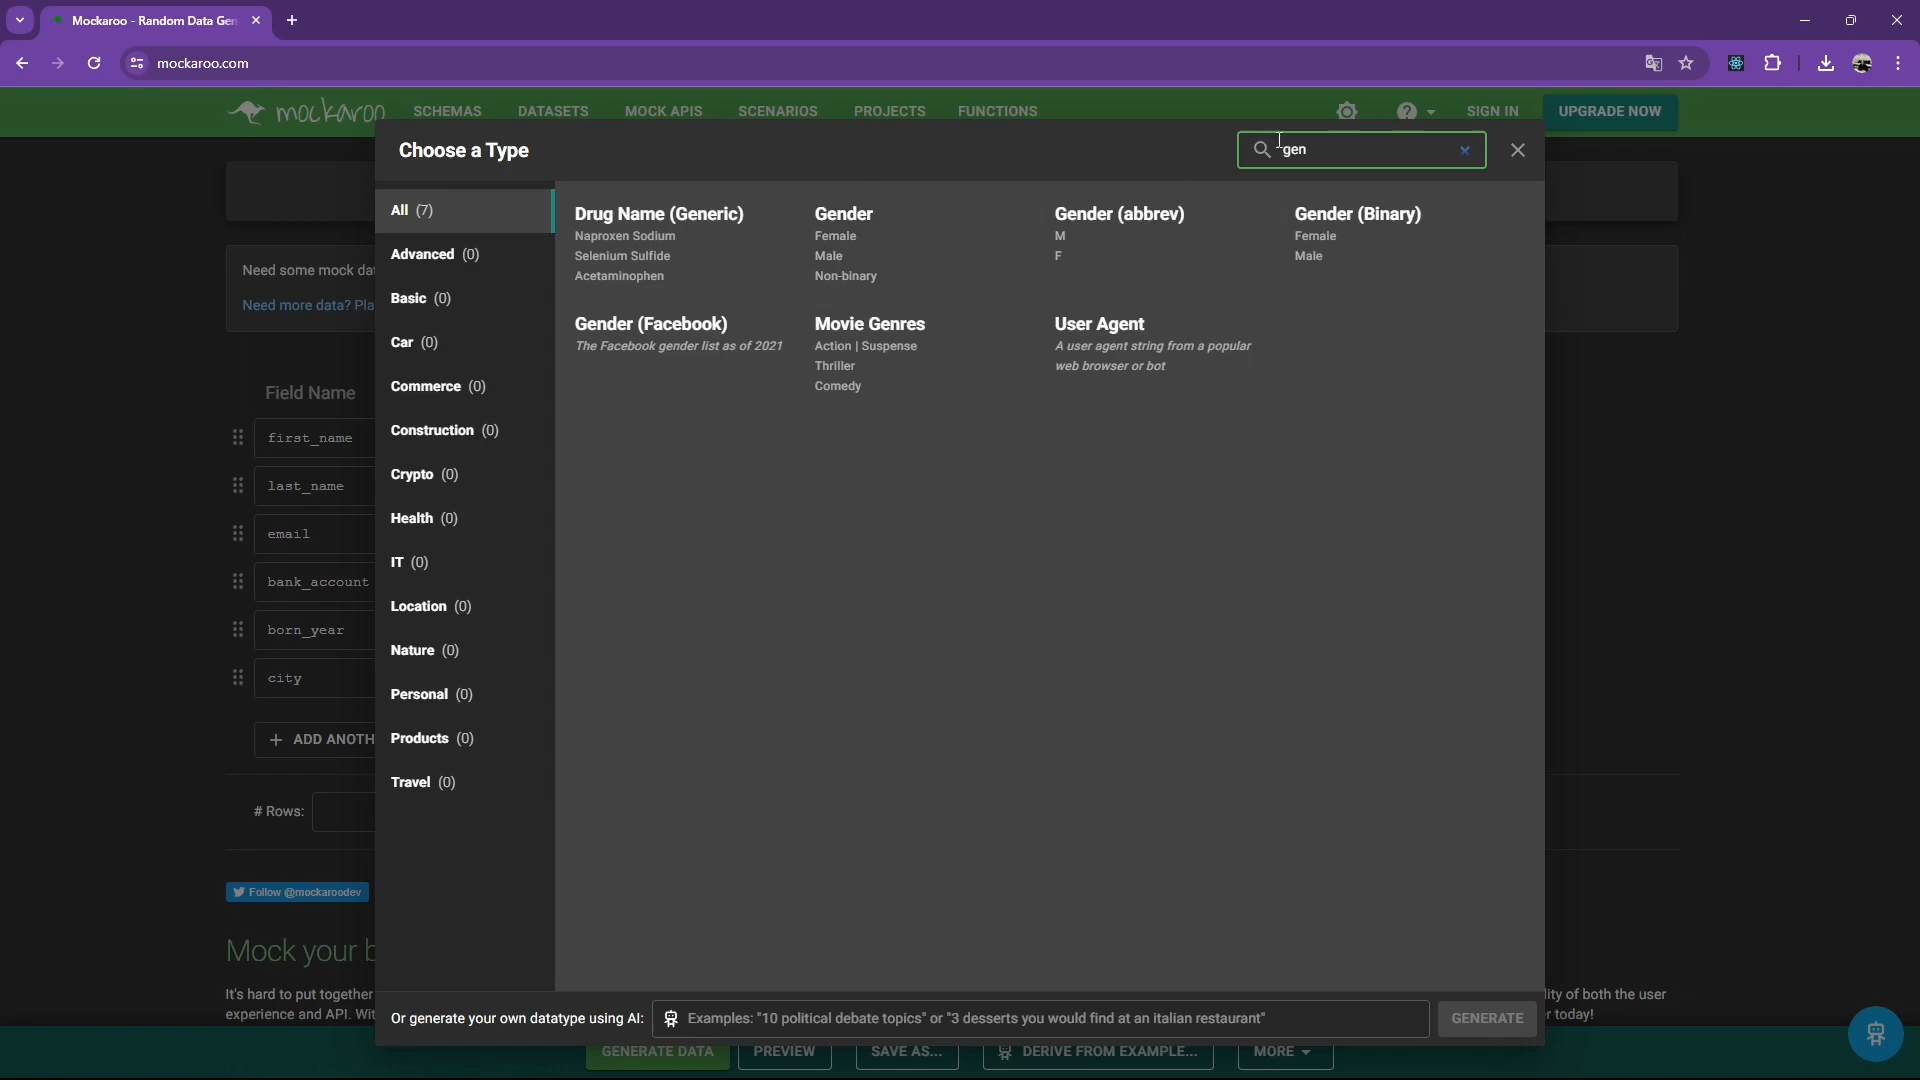 Mockaroo - Random Data Gen
mockaroo.com
mockaroo
SCHEMAS
DATASETS
MOCK APIS
SCENARIOS
PROJECTS
FUNCTIONS
SIGN IN
UPGRADE NOW
Choose a Type
gen
All (7)
Advanced (0)
Basic (0)
Car (0)
Commerce (0)
Construction (0)
Crypto (0)
Health (0)
IT (0)
Location (0)
Nature (0)
Personal (0)
Products (0)
Travel (0)
Drug Name (Generic)
Naproxen Sodium
Selenium Sulfide
Acetaminophen
Gender
Female
Male
Non-binary
Gender (abbrev)
M
F
Gender (Binary)
Female
Male
Gender (Facebook)
The Facebook gender list as of 2021
Movie Genres
Action | Suspense
Thriller
Comedy
User Agent
A user agent string from a popular
web browser or bot
Need some mock da
Need more data? Pla
Field Name
first_name
last_name
email
bank_account
born_year
city
+ ADD ANOTH
# Rows:
Follow @mockaroodev
Mock your b
It's hard to put together
experience and API. Wit
lity of both the user
r today!
Or generate your own datatype using AI:
Examples: "10 political debate topics" or "3 desserts you would find at an italian restaurant"
GENERATE
GENERATE DATA
PREVIEW
SAVE AS...
DERIVE FROM EXAMPLE...
MORE